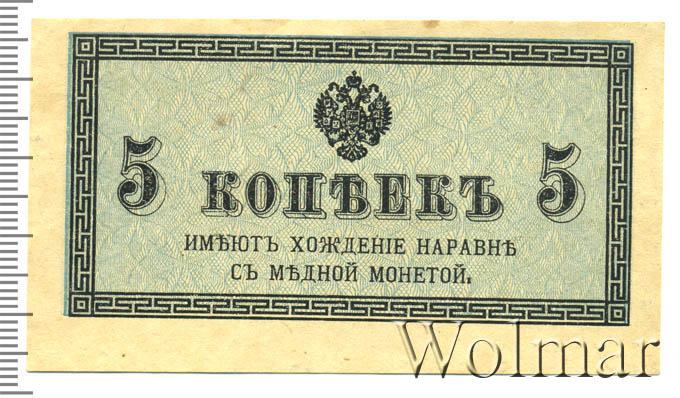 5 КОПѢЕКЪ 5
ИМѢЮТЪ ХОЖДЕНІЕ НАРАВНѢ
СЪ МѢДНОЙ МОНЕТОЙ.
Wolmar